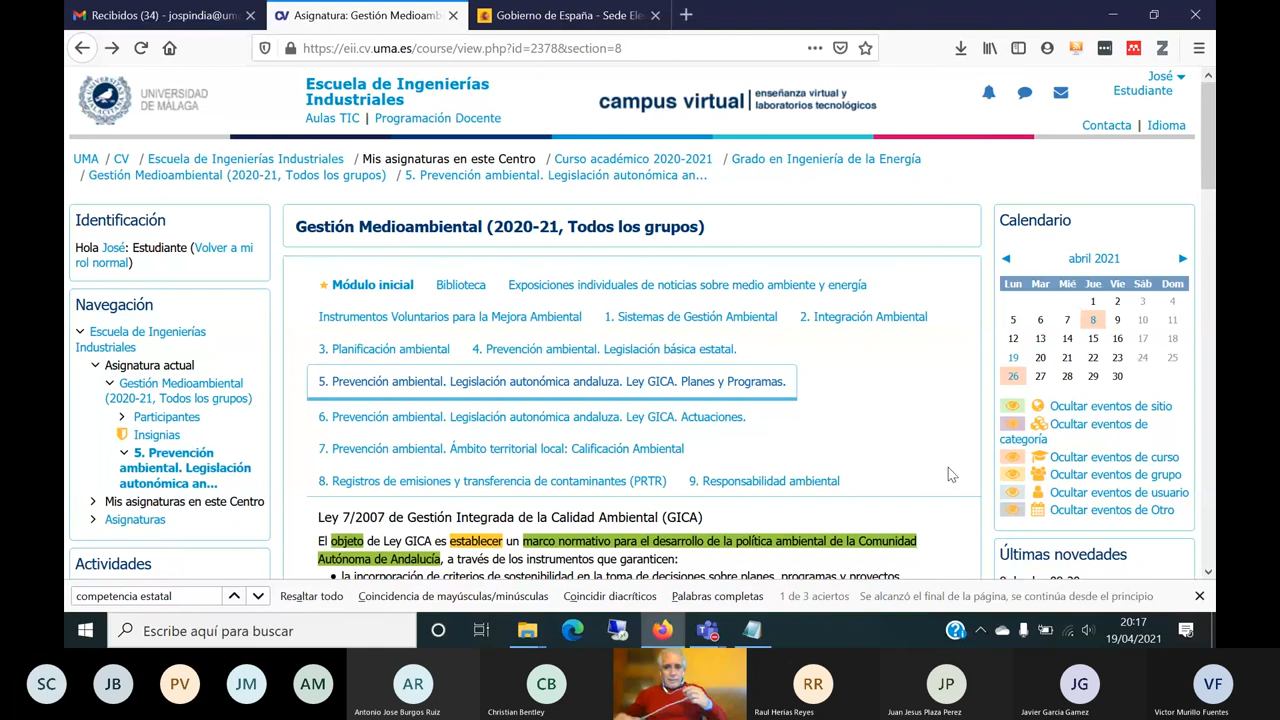 Recibidos (34) - jospindia@um
Asignatura: Gestión Medioamb
Gobierno de España - Sede Ele
https://eii.cv.uma.es/course/view.php?id=2378&section=8
UNIVERSIDAD
DE MÁLAGA
Escuela de Ingenierías
Industriales
Aulas TIC | Programación Docente
campus virtual | enseñanza virtual y
laboratorios tecnológicos
José
Estudiante
Contacta | Idioma
UMA / CV / Escuela de Ingenierías Industriales / Mis asignaturas en este Centro / Curso académico 2020-2021 / Grado en Ingeniería de la Energía
/ Gestión Medioambiental (2020-21, Todos los grupos) / 5. Prevención ambiental. Legislación autonómica an...
Identificación
Hola José: Estudiante (Volver a mi
rol normal)
Navegación
Escuela de Ingenierías
Industriales
Asignatura actual
Gestión Medioambiental
(2020-21, Todos los grupos)
Participantes
Insignias
5. Prevención
ambiental. Legislación
autonómica an...
Mis asignaturas en este Centro
Asignaturas
Actividades
Gestión Medioambiental (2020-21, Todos los grupos)
Módulo inicial Biblioteca Exposiciones individuales de noticias sobre medio ambiente y energía
Instrumentos Voluntarios para la Mejora Ambiental 1. Sistemas de Gestión Ambiental 2. Integración Ambiental
3. Planificación ambiental 4. Prevención ambiental. Legislación básica estatal.
5. Prevención ambiental. Legislación autonómica andaluza. Ley GICA. Planes y Programas.
6. Prevención ambiental. Legislación autonómica andaluza. Ley GICA. Actuaciones.
7. Prevención ambiental. Ámbito territorial local: Calificación Ambiental
8. Registros de emisiones y transferencia de contaminantes (PRTR) 9. Responsabilidad ambiental
Ley 7/2007 de Gestión Integrada de la Calidad Ambiental (GICA)
El objeto de Ley GICA es establecer un marco normativo para el desarrollo de la política ambiental de la Comunidad
Autónoma de Andalucía, a través de los instrumentos que garanticen:
• la incorporación de criterios de sostenibilidad en la toma de decisiones sobre planes, programas y proyectos
Calendario
◄ abril 2021 ►
Lun Mar Mié Jue Vie Sáb Dom
1 2 3 4
5 6 7 8 9 10 11
12 13 14 15 16 17 18
19 20 21 22 23 24 25
26 27 28 29 30
Ocultar eventos de sitio
Ocultar eventos de
categoría
Ocultar eventos de curso
Ocultar eventos de grupo
Ocultar eventos de usuario
Ocultar eventos de Otro
Últimas novedades
competencia estatal
Resaltar todo Coincidencia de mayúsculas/minúsculas Coincidir diacríticos Palabras completas 1 de 3 aciertos Se alcanzó el final de la página, se continúa desde el principio
Escribe aquí para buscar
20:17
19/04/2021
SC JB PV JM AM AR CB RR JP JG VF
Antonio Jose Burgos Ruiz Christian Bentley Raul Herias Reyes Juan Jesus Plaza Perez Javier Garcia Gamez Victor Murillo Fuentes